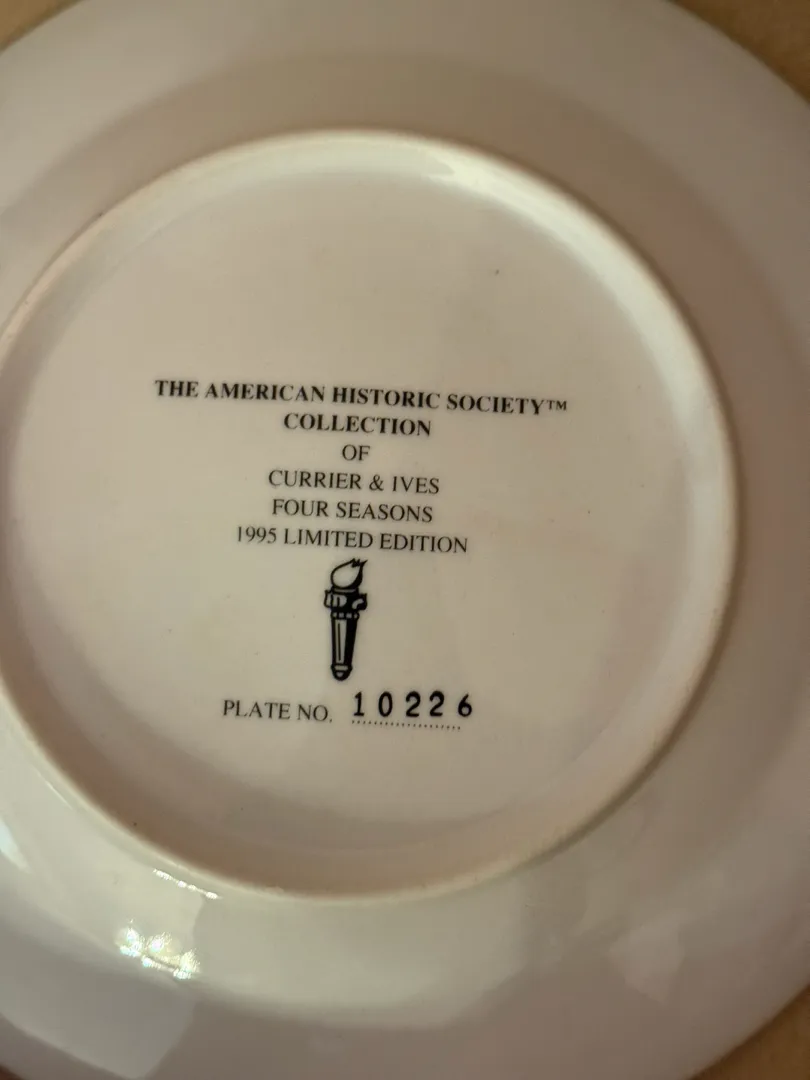 THE AMERICAN HISTORIC SOCIETY™
COLLECTION
OF
CURRIER & IVES
FOUR SEASONS
1995 LIMITED EDITION
PLATE NO. 10226